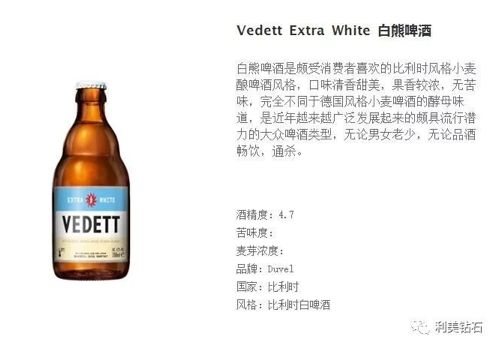 Vedett Extra White 白熊啤酒
白熊啤酒是颇受消费者喜欢的比利时风格小麦
酿啤酒风格，口味清香甜美，果香较浓，无苦
味，完全不同于德国风格小麦啤酒的酵母味
道，是近年越来越广泛发展起来的颇具流行潜
力的大众啤酒类型，无论男女老少，无论品酒
畅饮，通杀。
EXTRA WHITE
VEDETT
酒精度：4.7
苦味度：
麦芽浓度：
品牌：Duvel
国家：比利时
风格：比利时白啤酒
利美钻石